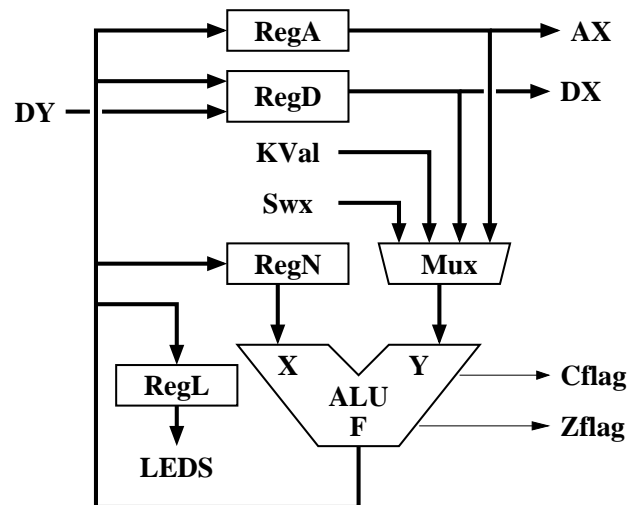 RegA
AX
RegD
DX
DY
KVal
Swx
RegN
Mux
X
Y
RegL
ALU
F
Cflag
Zflag
LEDS